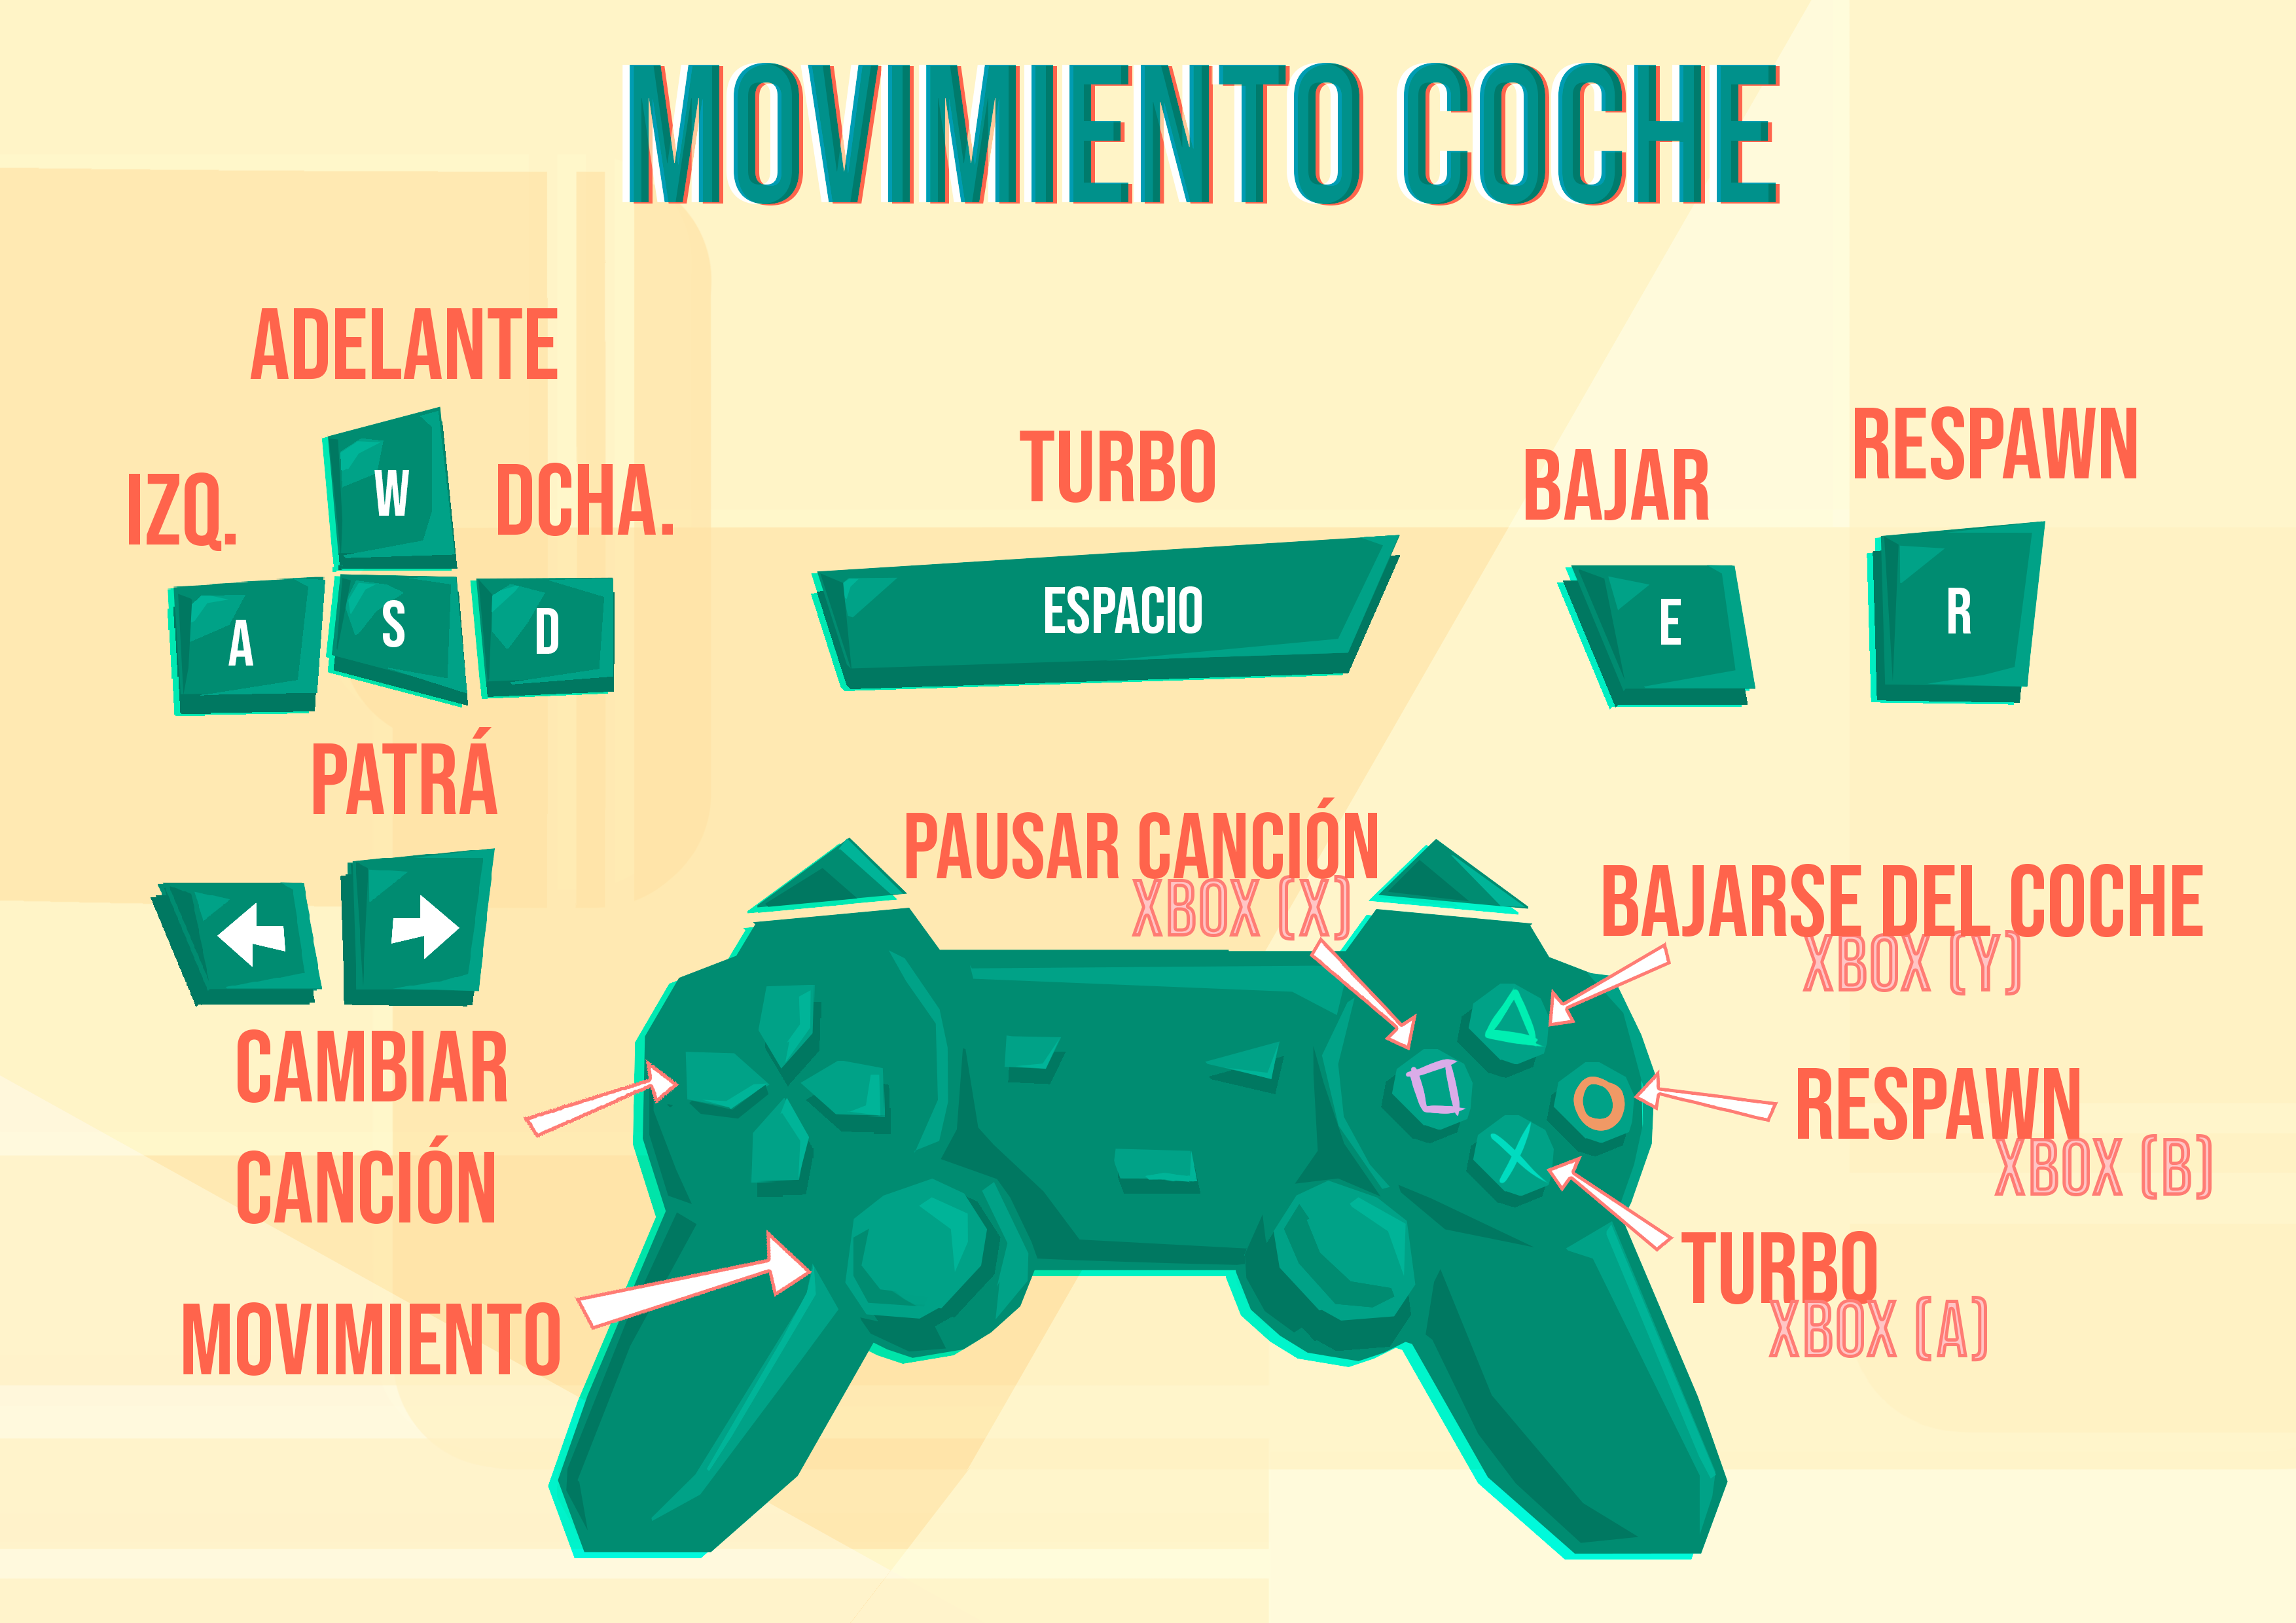 MOVIMIENTO COCHE
ADELANTE
IZQ.
W
DCHA.
A
S
D
PATRÁ
TURBO
ESPACIO
BAJAR
E
RESPAWN
R
CAMBIAR
CANCIÓN
MOVIMIENTO
PAUSAR CANCIÓN
XBOX (X)
BAJARSE DEL COCHE
XBOX (Y)
RESPAWN
XBOX (B)
TURBO
XBOX (A)